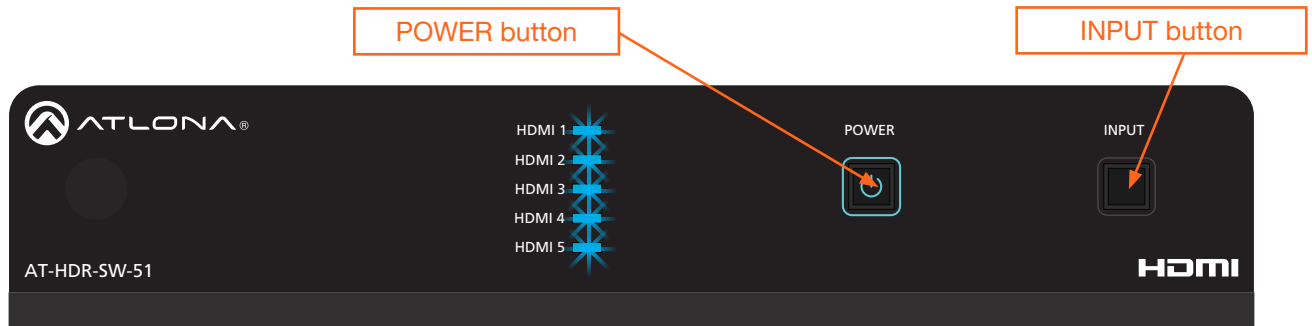 POWER button
INPUT button
ATLONA®
HDMI 1
HDMI 2
HDMI 3
HDMI 4
HDMI 5
POWER
INPUT
AT-HDR-SW-51
HDMI